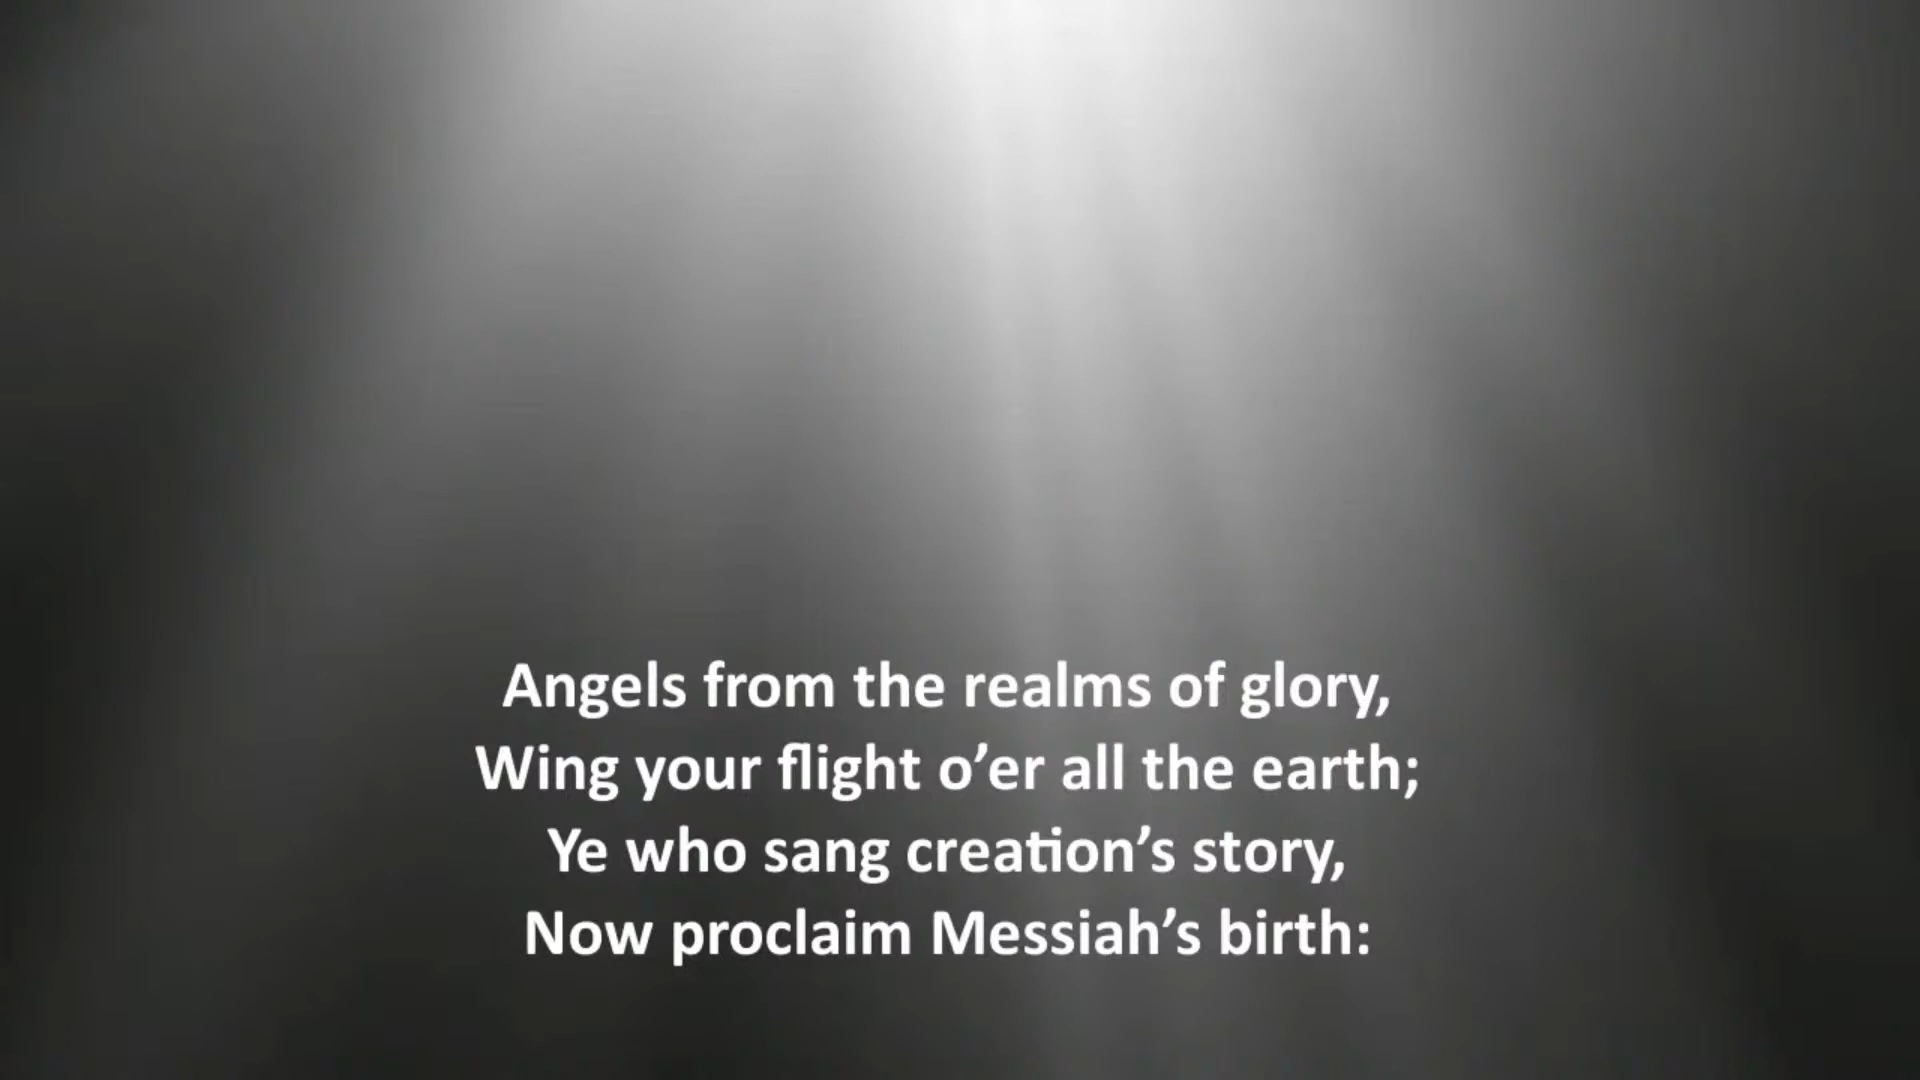 Angels from the realms of glory,
Wing your flight o’er all the earth;
Ye who sang creation’s story,
Now proclaim Messiah’s birth: